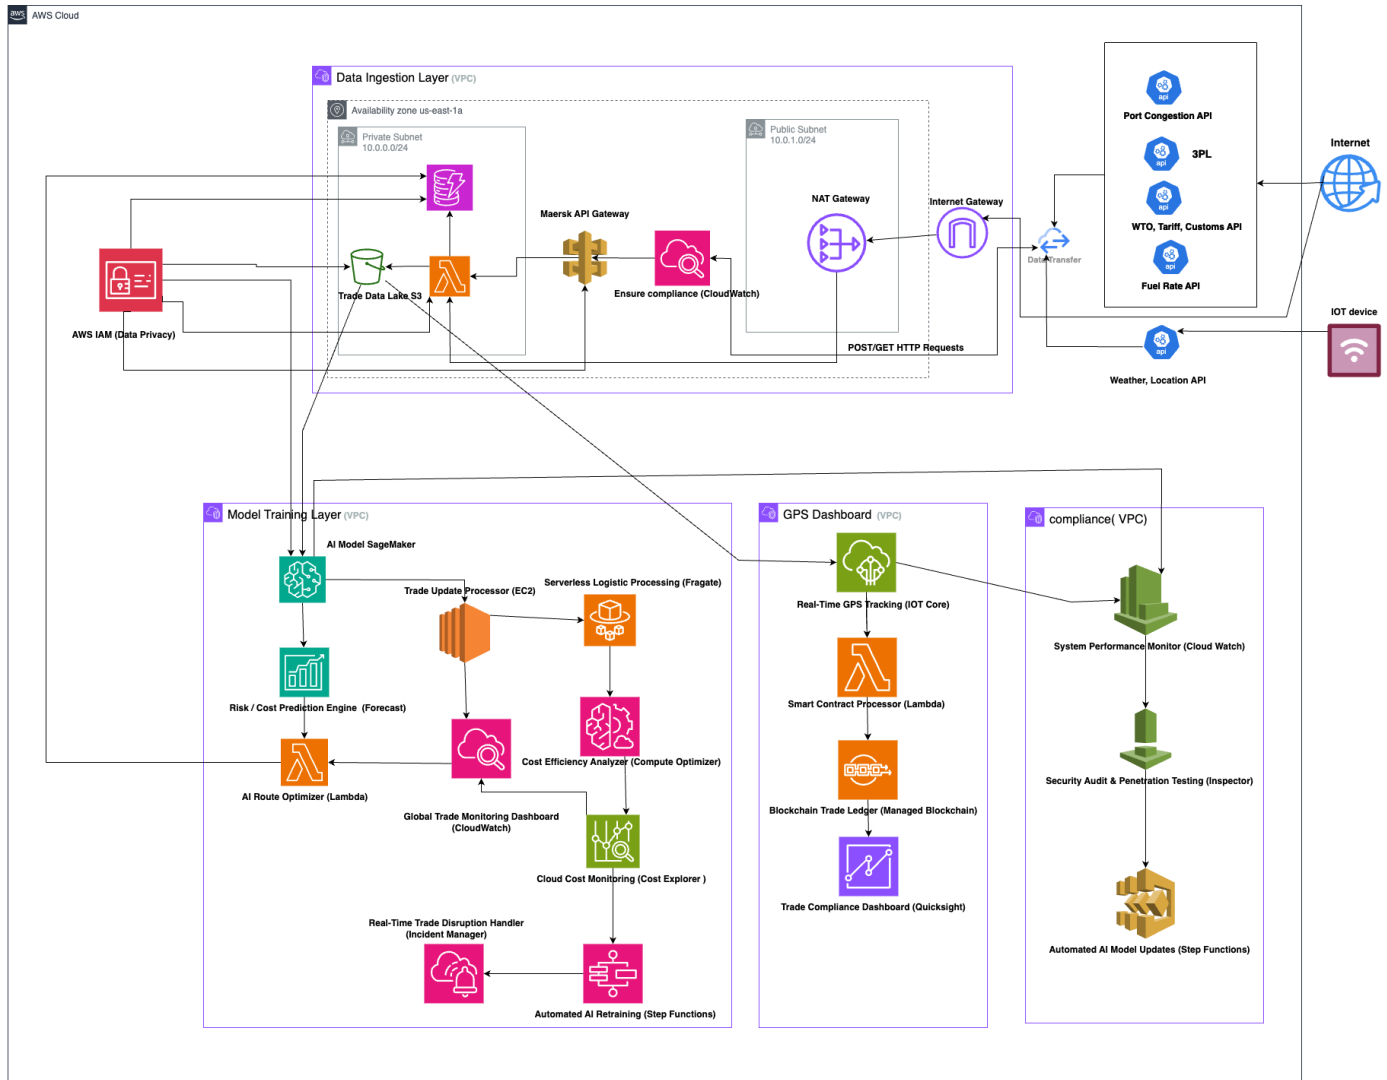 aws
AWS Cloud
Data Ingestion Layer (VPC)
Availability zone us-east-1a
Private Subnet
10.0.0.0/24
Public Subnet
10.0.1.0/24
api
Port Congestion API
api
3PL
api
WTO, Tariff, Customs API
api
Fuel Rate API
Internet
NAT Gateway
Internet Gateway
Maersk API Gateway
Data Transfer
Trade Data Lake S3
Ensure compliance (CloudWatch)
AWS IAM (Data Privacy)
POST/GET HTTP Requests
IOT device
api
Weather, Location API
Model Training Layer (VPC)
AI Model SageMaker
Trade Update Processor (EC2)
Serverless Logistic Processing (Fragate)
Risk / Cost Prediction Engine (Forecast)
Cost Efficiency Analyzer (Compute Optimizer)
AI Route Optimizer (Lambda)
Global Trade Monitoring Dashboard
(CloudWatch)
Cloud Cost Monitoring (Cost Explorer )
Real-Time Trade Disruption Handler
(Incident Manager)
Automated AI Retraining (Step Functions)
GPS Dashboard (VPC)
Real-Time GPS Tracking (IOT Core)
Smart Contract Processor (Lambda)
Blockchain Trade Ledger (Managed Blockchain)
Trade Compliance Dashboard (Quicksight)
compliance( VPC)
System Performance Monitor (Cloud Watch)
Security Audit & Penetration Testing (Inspector)
Automated AI Model Updates (Step Functions)